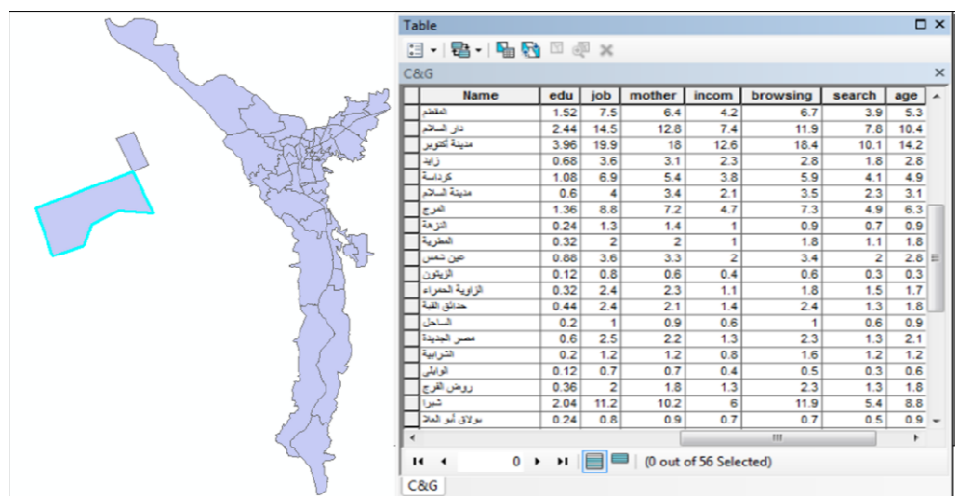 Table
C&G
Name edu job mother incom browsing search age
المقطم 1.52 7.5 6.4 4.2 6.7 3.9 5.3
دار السلام 2.44 14.5 12.8 7.4 11.9 7.8 10.4
مدينة أكتوبر 3.96 19.9 18 12.6 18.4 10.1 14.2
زايد 0.68 3.6 3.1 2.3 2.8 1.8 2.8
كرداسة 1.08 6.9 5.4 3.8 5.9 4.1 4.9
مدينة السلام 0.6 4 3.4 2.1 3.5 2.3 3.1
المرج 1.36 8.8 7.2 4.7 7.3 4.9 6.3
النزهة 0.24 1.3 1.4 1 0.9 0.7 0.9
المطرية 0.32 2 2 1 1.8 1.1 1.8
عين شمس 0.88 3.6 3.3 2 3.4 2 2.6
الزيتون 0.12 0.8 0.6 0.4 0.6 0.3 0.3
الزاوية الحمراء 0.32 2.4 2.3 1.1 1.8 1.5 1.7
حدائق القبة 0.44 2.4 2.1 1.4 2.4 1.3 1.8
الساحل 0.2 1 0.9 0.6 1 0.6 0.9
مصر الجديدة 0.6 2.5 2.2 1.3 2.3 1.3 2.1
الشرابية 0.2 1.2 1.2 0.8 1.6 1.2 1.2
الوايلى 0.12 0.7 0.7 0.4 0.5 0.3 0.6
روض الفرج 0.36 2 1.8 1.3 2.3 1.3 1.8
شبرا 2.04 11.2 10.2 6 11.9 5.4 8.8
بولاق أبو العلا 0.24 0.8 0.9 0.7 0.7 0.5 0.9
0 (0 out of 56 Selected)
C&G